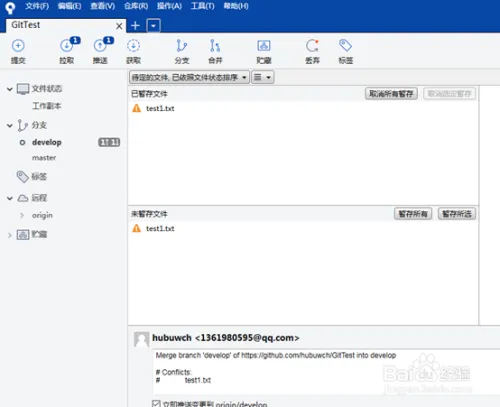 文件(F) 编辑(E) 查看(V) 仓库(R) 操作(A) 工具(T) 帮助(H)
GitTest
提交 拉取 1 推送 1 获取 分支 合并 贮藏 丢弃 标签
文件状态
工作副本
分支
develop 1 1
master
标签
远程
origin
贮藏
待定的文件, 已依照文件状态排序
已暂存文件 取消所有暂存 取消选定暂存
test1.txt
未暂存文件 暂存所有 暂存所选
test1.txt
hubuwch <1361980595@qq.com>
Merge branch 'develop' of https://github.com/hubuwch/GitTest into develop
# Conflicts:
# test1.txt
立即推送变更到 origin/develop
Baidu 经验